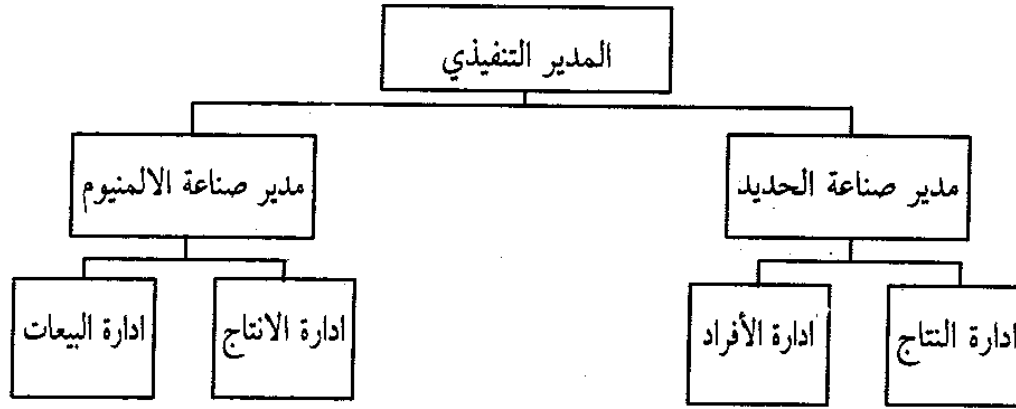 المدير التنفيذي
مدير صناعة الحديد
مدير صناعة الالمنيوم
ادارة النتاج
ادارة الأفراد
ادارة الانتاج
ادارة البيعات